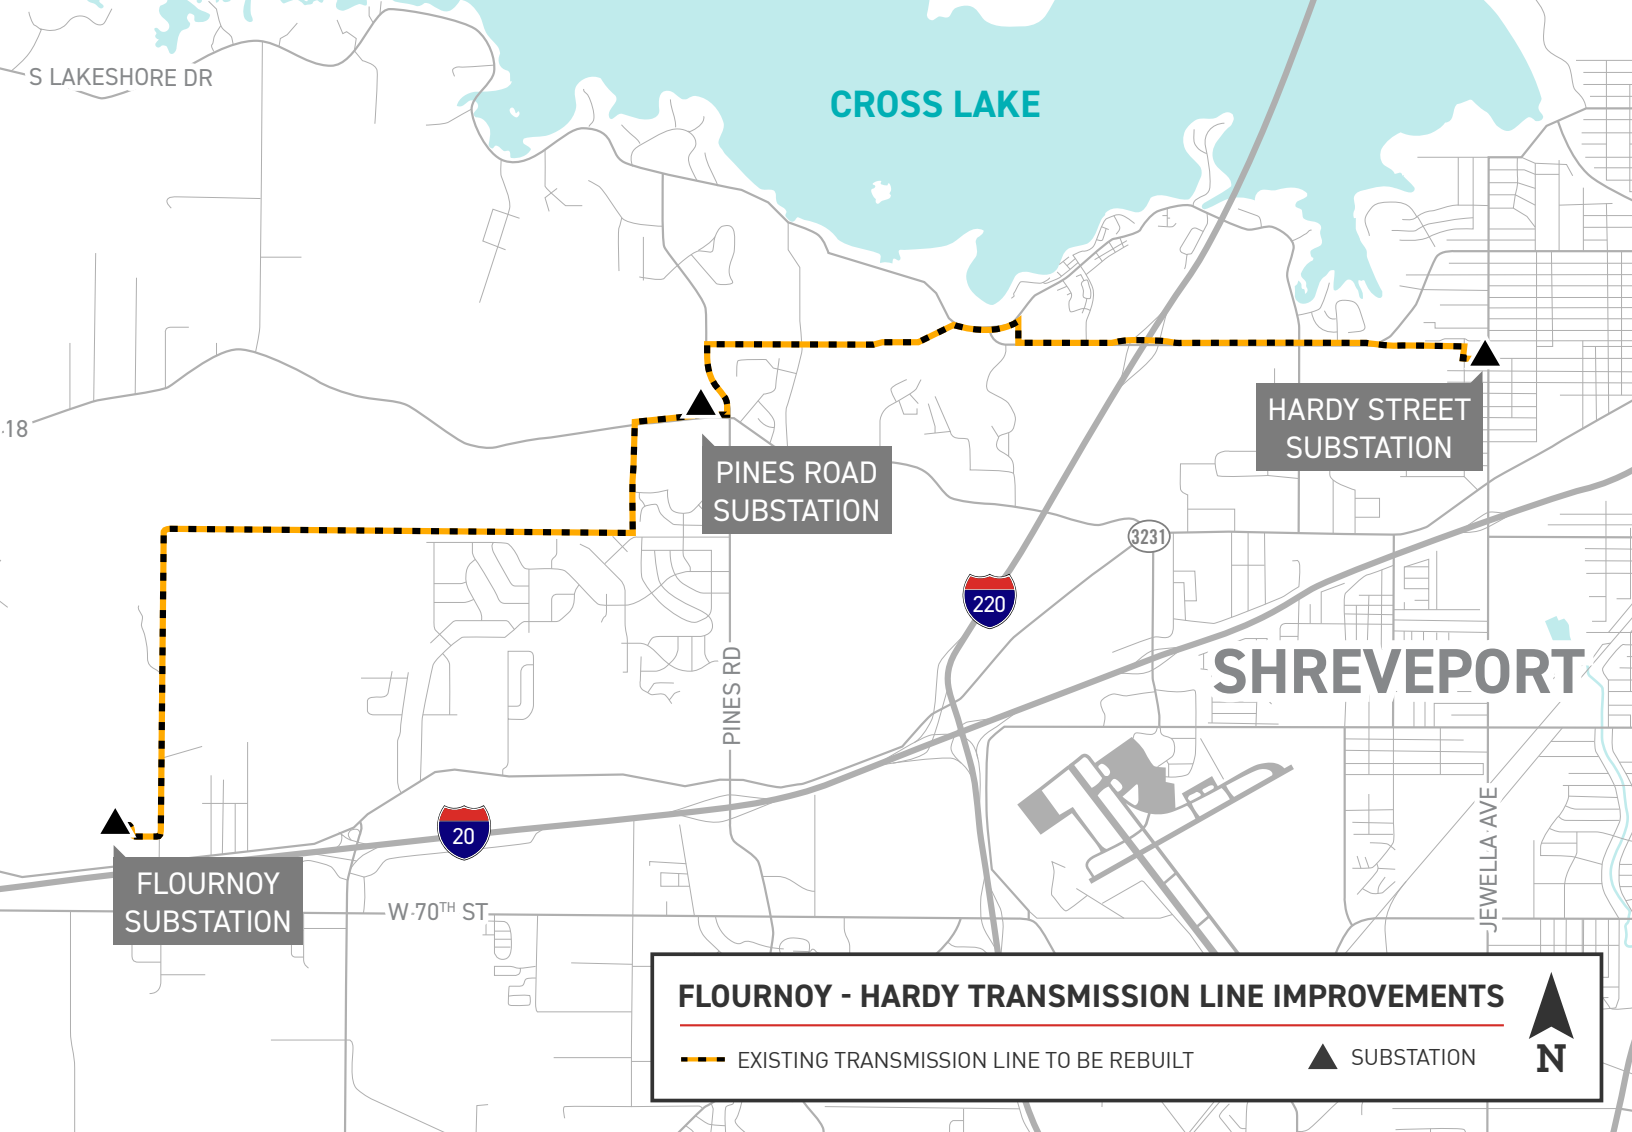 S LAKESHORE DR
CROSS LAKE
18
HARDY STREET
SUBSTATION
PINES ROAD
SUBSTATION
3231
220
SHREVEPORT
PINES RD
JEWELLA AVE
20
FLOURNOY
SUBSTATION
W 70TH ST
FLOURNOY - HARDY TRANSMISSION LINE IMPROVEMENTS
EXISTING TRANSMISSION LINE TO BE REBUILT
SUBSTATION
N